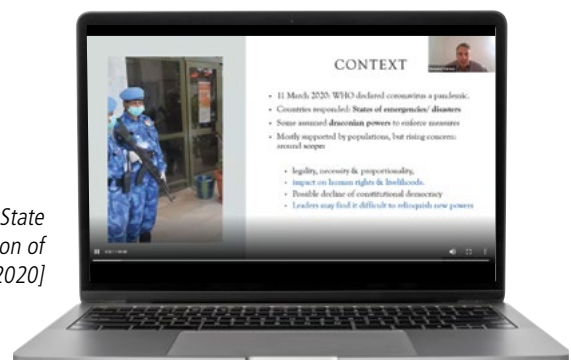 State
on of
2020]
CONTEXT
• 11 March 2020: WHO declared coronavirus a pandemic.
• Countries responded: States of emergencies/ disasters
• Some assumed draconian powers to enforce measures
• Mostly supported by populations, but rising concern:
around scope:
• legality, necessity & proportionality,
• impact on human rights & livelihoods.
• Possible decline of constitutional democracy
• Leaders may find it difficult to relinquish new powers